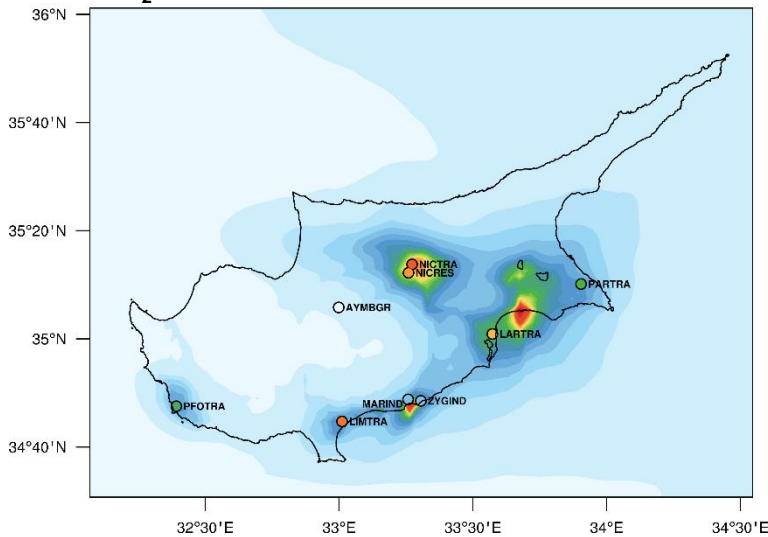 2
36°N
35°40'N
35°20'N
NICTRA
NICRES
PARTRA
AYMBGR
35°N
LARTRA
MARIND
ZYGIND
PFOTRA
LIMTRA
34°40'N
32°30'E
33°E
33°30'E
34°E
34°30'E